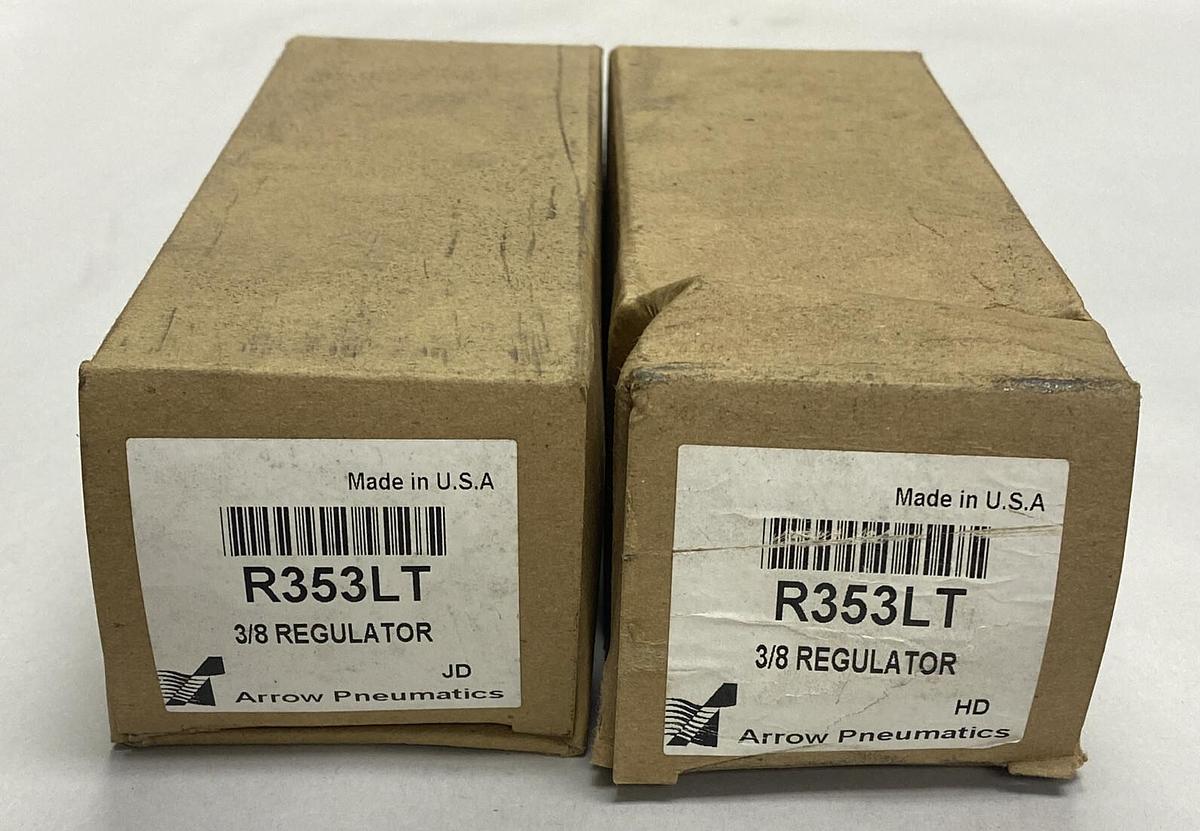 Made in U.S.A
R353LT
3/8 REGULATOR
JD
Arrow Pneumatics
Made in U.S.A
R353LT
3/8 REGULATOR
HD
Arrow Pneumatics